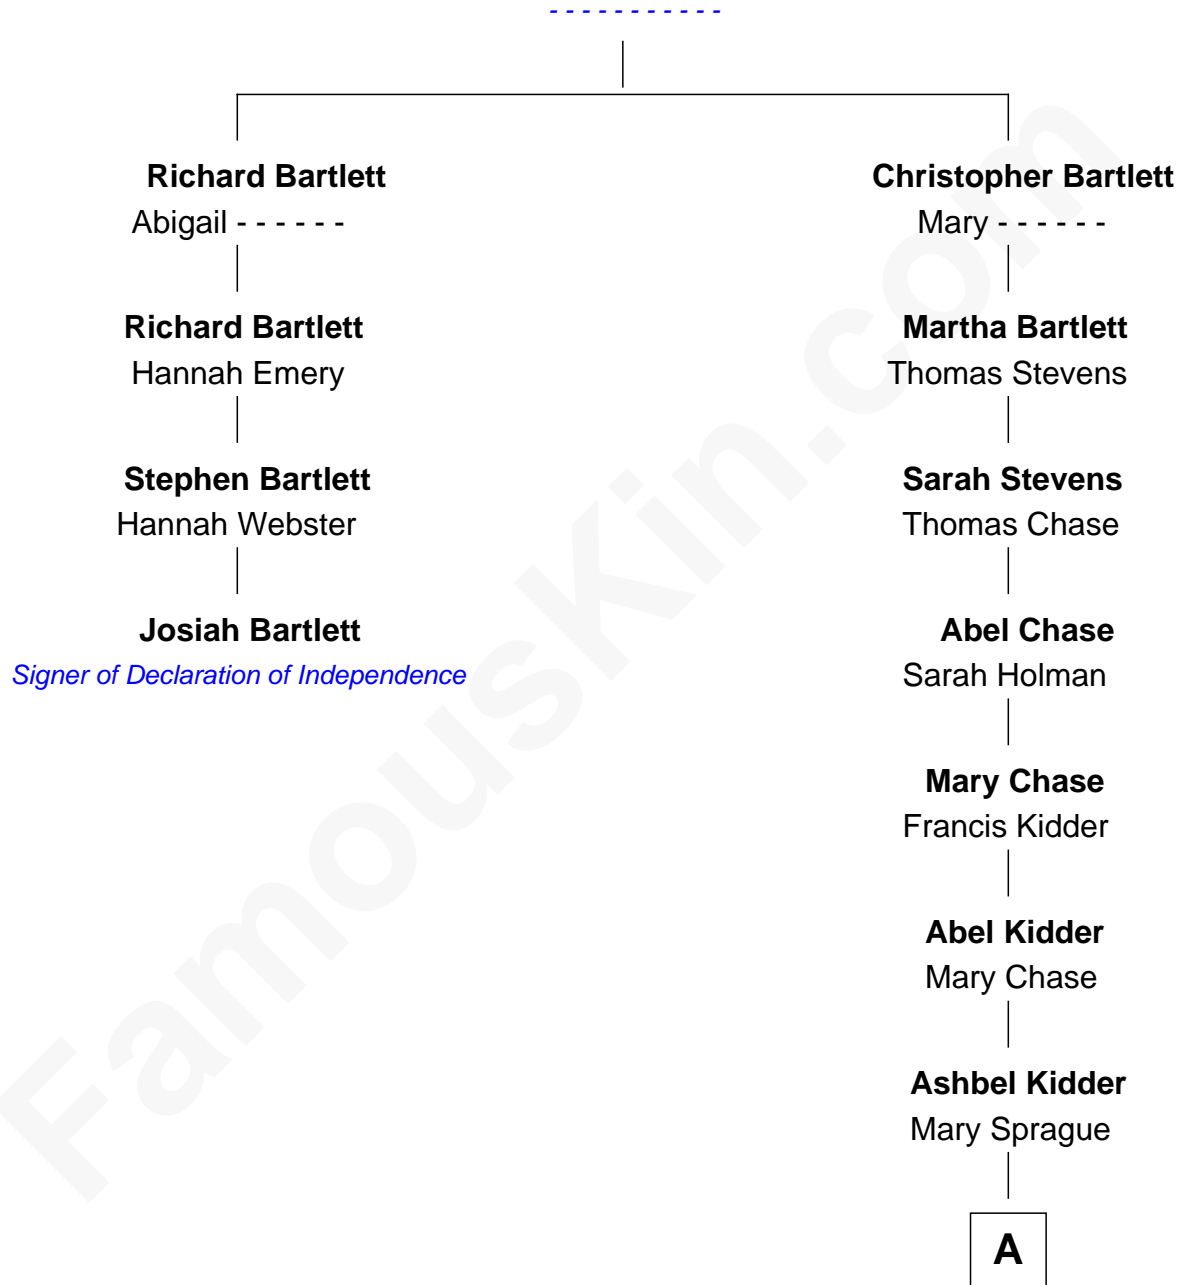 - - - - - - - - - - -
Richard Bartlett
Abigail - - - - - -
Richard Bartlett
Hannah Emery
Stephen Bartlett
Hannah Webster
Josiah Bartlett
Signer of Declaration of Independence
Christopher Bartlett
Mary - - - - - -
Martha Bartlett
Thomas Stevens
Sarah Stevens
Thomas Chase
Abel Chase
Sarah Holman
Mary Chase
Francis Kidder
Abel Kidder
Mary Chase
Ashbel Kidder
Mary Sprague
A
FamousKin.com